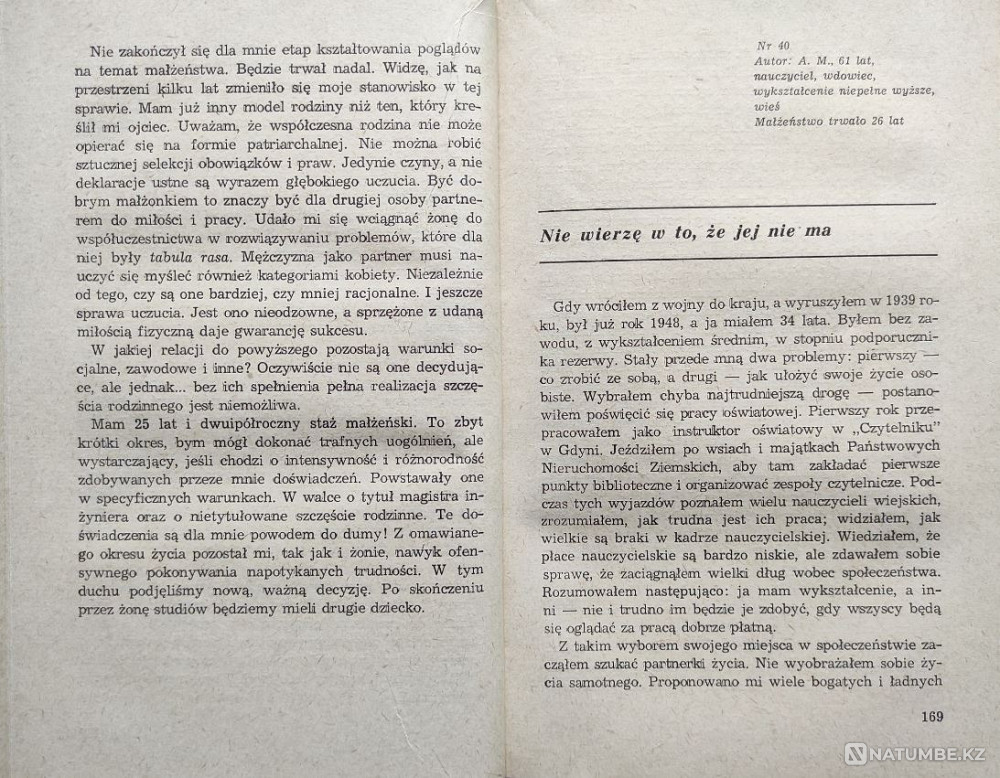 Nie zakończył się dla mnie etap kształtowania poglądów
na temat małżeństwa. Będzie trwał nadal. Widzę, jak na
przestrzeni kilku lat zmieniło się moje stanowisko w tej
sprawie. Mam już inny model rodziny niż ten, który kre-
ślił mi ojciec. Uważam, że współczesna rodzina nie może
opierać się na formie patriarchalnej. Nie można robić
sztucznej selekcji obowiązków i praw. Jedynie czyny, a nie
deklaracje ustne są wyrazem głębokiego uczucia. Być do-
brym małżonkiem to znaczy być dla drugiej osoby partne-
rem do miłości i pracy. Udało mi się wciągnąć żonę do
współuczestnictwa w rozwiązywaniu problemów, które dla
niej były tabula rasa. Mężczyzna jako partner musi na-
uczyć się myśleć również kategoriami kobiety. Niezależnie
od tego, czy są one bardziej, czy mniej racjonalne. I jeszcze
sprawa uczucia. Jest ono nieodzowne, a sprzężone z udaną
miłością fizyczną daje gwarancję sukcesu.
W jakiej relacji do powyższego pozostają warunki so-
cjalne, zawodowe i inne? Oczywiście nie są one decydują-
ce, ale jednak... bez ich spełnienia pełna realizacja szczę-
ścia rodzinnego jest niemożliwa.
Mam 25 lat i dwuipółroczny staż małżeński. To zbyt
krótki okres, bym mógł dokonać trafnych uogólnień, ale
wystarczający, jeśli chodzi o intensywność i różnorodność
zdobywanych przeze mnie doświadczeń. Powstawały one
w specyficznych warunkach. W walce o tytuł magistra in-
żyniera oraz o nietytułowane szczęście rodzinne. Te do-
świadczenia są dla mnie powodem do dumy! Z omawiane-
go okresu życia pozostał mi, tak jak i żonie, nawyk ofen-
sywnego pokonywania napotykanych trudności. W tym
duchu podjęliśmy nową, ważną decyzję. Po skończeniu
przez żonę studiów będziemy mieli drugie dziecko.
Nr 40
Autor: A. M., 61 lat,
nauczyciel, wdowiec,
wykształcenie niepełne wyższe,
wieś
Małżeństwo trwało 26 lat
Nie wierzę w to, że jej nie ma
Gdy wróciłem z wojny do kraju, a wyruszyłem w 1939 ro-
ku, był już rok 1948, a ja miałem 34 lata. Byłem bez za-
wodu, z wykształceniem średnim, w stopniu podporuczni-
ka rezerwy. Stały przede mną dwa problemy: pierwszy —
co zrobić ze sobą, a drugi — jak ułożyć swoje życie oso-
biste. Wybrałem chyba najtrudniejszą drogę — postano-
wiłem poświęcić się pracy oświatowej. Pierwszy rok prze-
pracowałem jako instruktor oświatowy w „Czytelniku”
w Gdyni. Jeździłem po wsiach i majątkach Państwowych
Nieruchomości Ziemskich, aby tam zakładać pierwsze
punkty biblioteczne i organizować zespoły czytelnicze. Pod-
czas tych wyjazdów poznałem wielu nauczycieli wiejskich,
zrozumiałem, jak trudna jest ich praca; widziałem, jak
wielkie są braki w kadrze nauczycielskiej. Wiedziałem, że
płace nauczycielskie są bardzo niskie, ale zdawałem sobie
sprawę, że zaciągnąłem wielki dług wobec społeczeństwa.
Rozumowałem następująco: ja mam wykształcenie, a in-
ni — nie i trudno im będzie je zdobyć, gdy wszyscy będą
się oglądać za pracą dobrze płatną.
Z takim wyborem swojego miejsca w społeczeństwie za-
cząłem szukać partnerki życia. Nie wyobrażałem sobie ży-
cia samotnego. Proponowano mi wiele bogatych i ładnych
169
NATUMBE.KZ